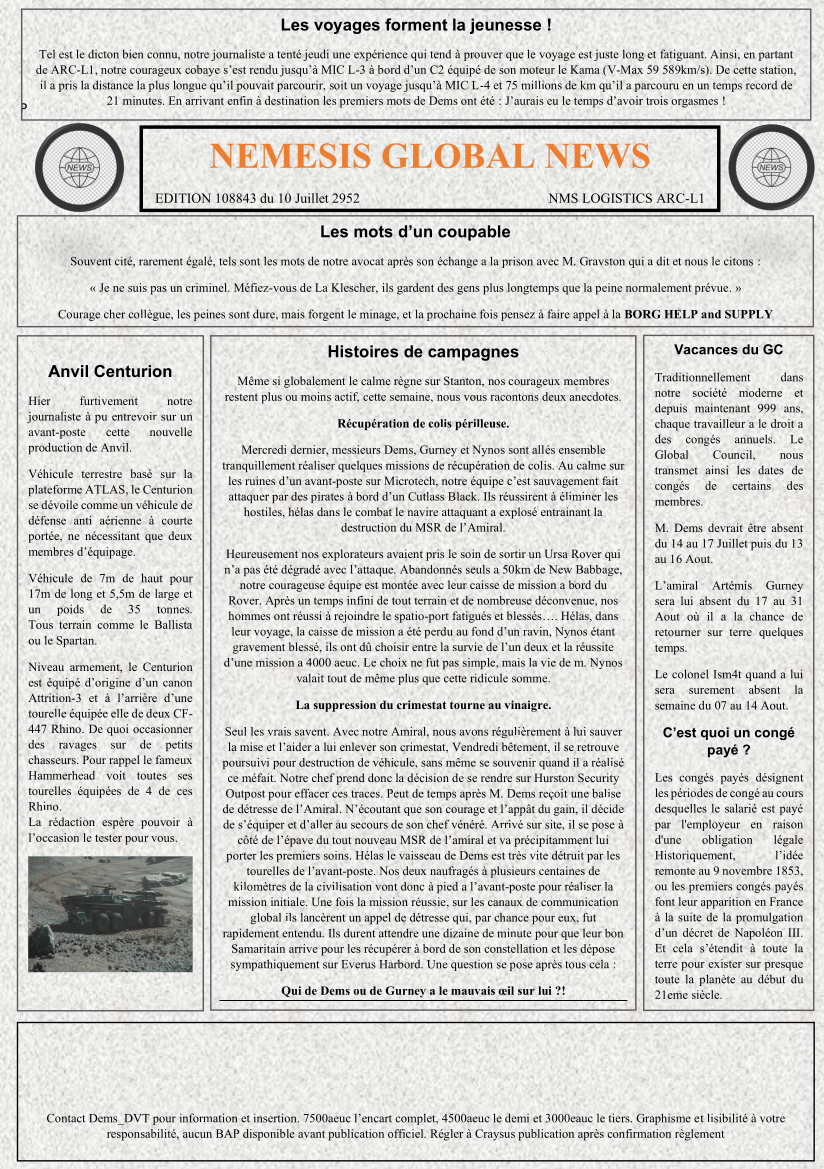 Les voyages forment la jeunesse !
Tel est le dicton bien connu, notre journaliste a tenté jeudi une expérience qui tend à prouver que le voyage est juste long et fatiguant. Ainsi, en partant
de ARC-L1, notre courageux cobaye s'est rendu jusqu'à MIC L-3 à bord d'un C2 équipé de son moteur le Kama (V-Max 59 589km/s). De cette station,
il a pris la distance la plus longue qu'il pouvait parcourir, soit un voyage jusqu'à MIC L-4 et 75 millions de km qu'il a parcouru en un temps record de
21 minutes. En arrivant enfin à destination les premiers mots de Dems ont été : J'aurais eu le temps d'avoir trois orgasmes !
NEWS
NEMESIS GLOBAL NEWS
NEWS
EDITION 108843 du 10 Juillet 2952 NMS LOGISTICS ARC-L1
Les mots d'un coupable
Souvent cité, rarement égalé, tels sont les mots de notre avocat après son échange a la prison avec M. Gravston qui a dit et nous le citons :
« Je ne suis pas un criminel. Méfiez-vous de La Klescher, ils gardent des gens plus longtemps que la peine normalement prévue. »
Courage cher collègue, les peines sont dure, mais forgent le minage, et la prochaine fois pensez à faire appel à la BORG HELP and SUPPLY
Anvil Centurion
Hier furtivement notre
journaliste à pu entrevoir sur un
avant-poste cette nouvelle
production de Anvil.
Véhicule terrestre basé sur la
plateforme ATLAS, le Centurion
se dévoile comme un véhicule de
défense anti aérienne à courte
portée, ne nécessitant que deux
membres d'équipage.
Véhicule de 7m de haut pour
17m de long et 5,5m de large et
un poids de 35 tonnes.
Tous terrain comme le Ballista
ou le Spartan.
Niveau armement, le Centurion
est équipé d'origine d'un canon
Attrition-3 et à l'arrière d'une
tourelle équipée elle de deux CF-
447 Rhino. De quoi occasionner
des ravages sur de petits
chasseurs. Pour rappel le fameux
Hammerhead voit toutes ses
tourelles équipées de 4 de ces
Rhino.
La rédaction espère pouvoir à
l'occasion le tester pour vous.
Histoires de campagnes
Même si globalement le calme règne sur Stanton, nos courageux membres
restent plus ou moins actif, cette semaine, nous vous racontons deux anecdotes.
Récupération de colis périlleuse.
Mercredi dernier, messieurs Dems, Gurney et Nynos sont allés ensemble
tranquillement réaliser quelques missions de récupération de colis. Au calme sur
les ruines d'un avant-poste sur Microtech, notre équipe c'est sauvagement fait
attaquer par des pirates à bord d'un Cutlass Black. Ils réussirent à éliminer les
hostiles, hélas dans le combat le navire attaquant a explosé entrainant la
destruction du MSR de l'Amiral.
Heureusement nos explorateurs avaient pris le soin de sortir un Ursa Rover qui
n'a pas été dégradé avec l'attaque. Abandonnés seuls a 50km de New Babbage,
notre courageuse équipe est montée avec leur caisse de mission a bord du
Rover. Après un temps infini de tout terrain et de nombreuse déconvenue, nos
hommes ont réussi à rejoindre le spatio-port fatigués et blessés…. Hélas, dans
leur voyage, la caisse de mission a été perdu au fond d'un ravin, Nynos étant
gravement blessé, ils ont dû choisir entre la survie de l'un deux et la réussite
d'une mission a 4000 aeuc. Le choix ne fut pas simple, mais la vie de m. Nynos
valait tout de même plus que cette ridicule somme.
La suppression du crimestat tourne au vinaigre.
Seul les vrais savent. Avec notre Amiral, nous avons régulièrement à lui sauver
la mise et l'aider a lui enlever son crimestat, Vendredi bêtement, il se retrouve
poursuivi pour destruction de véhicule, sans même se souvenir quand il a réalisé
ce méfait. Notre chef prend donc la décision de se rendre sur Hurston Security
Outpost pour effacer ces traces. Peut de temps après M. Dems reçoit une balise
de détresse de l'Amiral. N'écoutant que son courage et l'appât du gain, il décide
de s'équiper et d'aller au secours de son chef vénéré. Arrivé sur site, il se pose à
côté de l'épave du tout nouveau MSR de l'amiral et va précipitamment lui
porter les premiers soins. Hélas le vaisseau de Dems est très vite détruit par les
tourelles de l'avant-poste. Nos deux naufragés à plusieurs centaines de
kilomètres de la civilisation vont donc à pied a l'avant-poste pour réaliser la
mission initiale. Une fois la mission réussie, sur les canaux de communication
global ils lancèrent un appel de détresse qui, par chance pour eux, fut
rapidement entendu. Ils durent attendre une dizaine de minute pour que leur bon
Samaritain arrive pour les récupérer à bord de son constellation et les dépose
sympathiquement sur Everus Harbord. Une question se pose après tous cela :
Qui de Dems ou de Gurney a le mauvais œil sur lui ?!
Vacances du GC
Traditionnellement dans
notre société moderne et
depuis maintenant 999 ans,
chaque travailleur a le droit a
des congés annuels. Le
Global Council, nous
transmet ainsi les dates de
congés de certains des
membres.
M. Dems devrait être absent
du 14 au 17 Juillet puis du 13
au 16 Aout.
L'amiral Artémis Gurney
sera lui absent du 17 au 31
Aout où il a la chance de
retourner sur terre quelques
temps.
Le colonel Ism4t quand a lui
sera surement absent la
semaine du 07 au 14 Aout.
C'est quoi un congé
payé ?
Les congés payés désignent
les périodes de congé au cours
desquelles le salarié est payé
par l'employeur en raison
d'une obligation légale
Historiquement, l'idée
remonte au 9 novembre 1853,
ou les premiers congés payés
font leur apparition en France
à la suite de la promulgation
d'un décret de Napoléon III.
Et cela s'étendit à toute la
terre pour exister sur presque
toute la planète au début du
21eme siècle.
Contact Dems_DVT pour information et insertion. 7500aeuc l'encart complet, 4500aeuc le demi et 3000eauc le tiers. Graphisme et lisibilité à votre
responsabilité, aucun BAP disponible avant publication officiel. Régler à Craysus publication après confirmation règlement